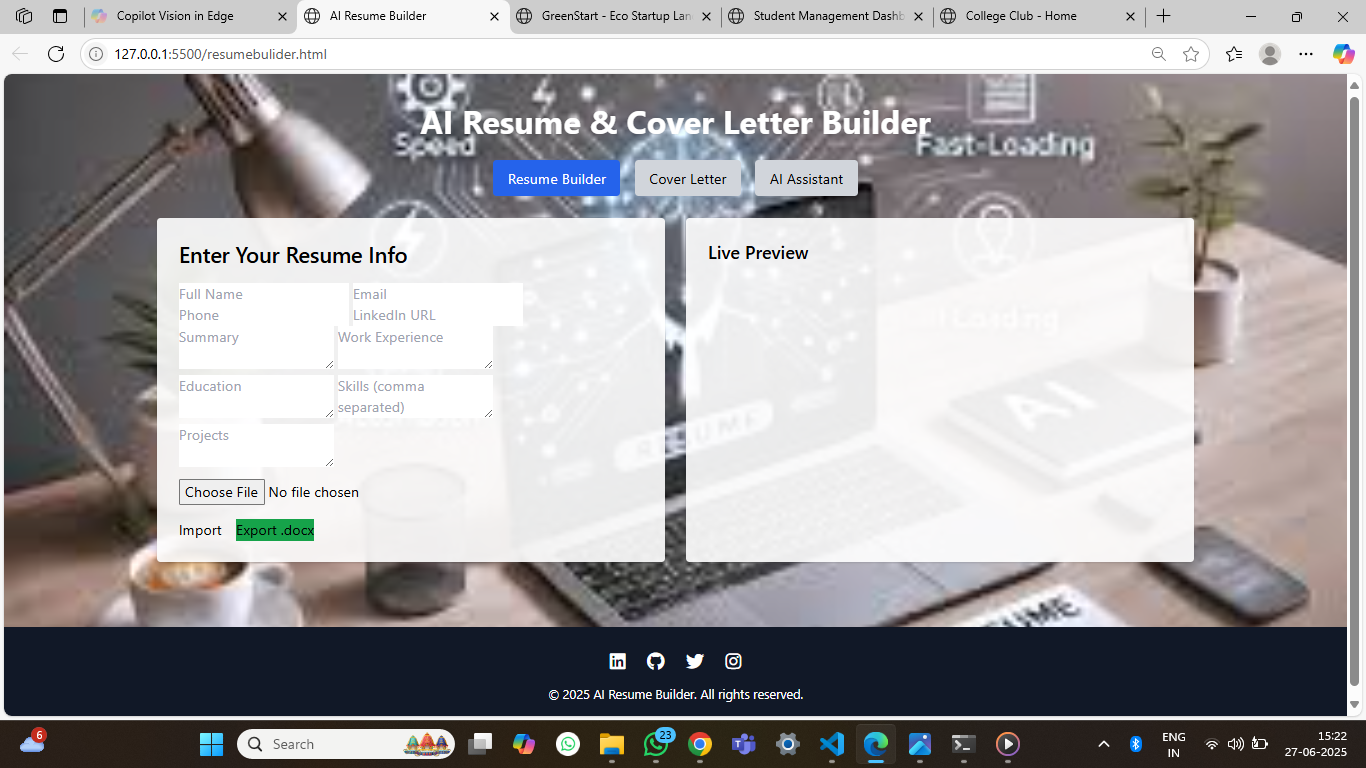 Copilot Vision in Edge
AI Resume Builder
GreenStart - Eco Startup Lan
Student Management Dashb
College Club - Home
127.0.0.1:5500/resumebulider.html
AI Resume & Cover Letter Builder
Speed
Fast-Loading
Resume Builder
Cover Letter
AI Assistant
Enter Your Resume Info
Full Name
Email
Phone
LinkedIn URL
Summary
Work Experience
Education
Skills (comma
separated)
Projects
Choose File No file chosen
Import
Export .docx
Live Preview
Loading
AI
RESUME
RESUME
© 2025 AI Resume Builder. All rights reserved.
6
Search
23
ENG
IN
15:22
27-06-2025